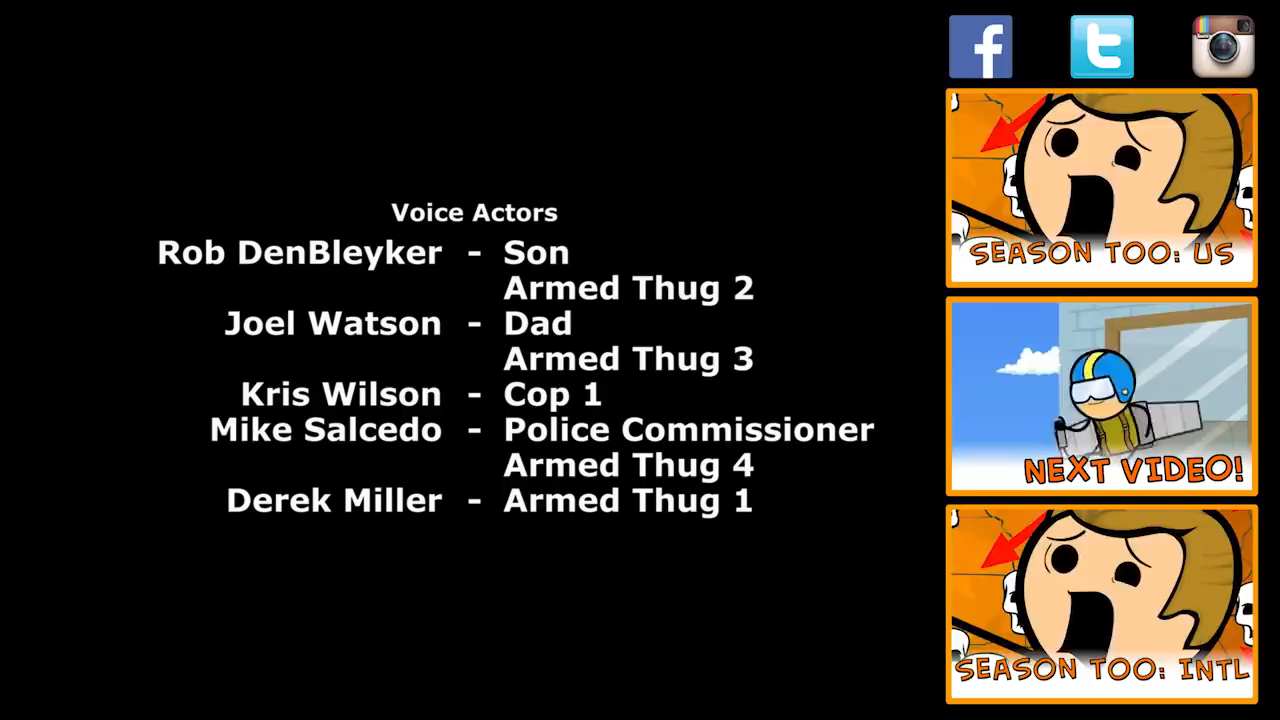 Voice Actors
Rob DenBleyker - Son
Armed Thug 2
Joel Watson - Dad
Armed Thug 3
Kris Wilson - Cop 1
Mike Salcedo - Police Commissioner
Armed Thug 4
Derek Miller - Armed Thug 1
SEASON TOO: US
NEXT VIDEO!
SEASON TOO: INTL